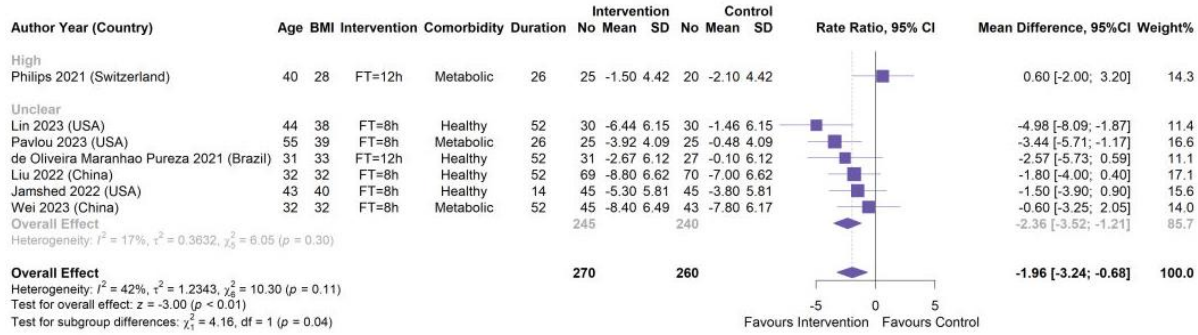 Intervention Control
Author Year (Country) Age BMI Intervention Comorbidity Duration No Mean SD No Mean SD Rate Ratio, 95% CI Mean Difference, 95%CI Weight%
High
Philips 2021 (Switzerland) 40 28 FT=12h Metabolic 26 25 -1.50 4.42 20 -2.10 4.42 0.60 [-2.00; 3.20] 14.3
Unclear
Lin 2023 (USA) 44 38 FT=8h Healthy 52 30 -6.44 6.15 30 -1.46 6.15 -4.98 [-8.09; -1.87] 11.4
Pavlou 2023 (USA) 55 39 FT=8h Metabolic 26 25 -3.92 4.09 25 -0.48 4.09 -3.44 [-5.71; -1.17] 16.6
de Oliveira Maranhao Pureza 2021 (Brazil) 31 33 FT=12h Healthy 52 31 -2.67 6.12 27 -0.10 6.12 -2.57 [-5.73; 0.59] 11.1
Liu 2022 (China) 32 32 FT=8h Healthy 52 69 -8.80 6.62 70 -7.00 6.62 -1.80 [-4.00; 0.40] 17.1
Jamshed 2022 (USA) 43 40 FT=8h Healthy 14 45 -5.30 5.81 45 -3.80 5.81 -1.50 [-3.90; 0.90] 15.6
Wei 2023 (China) 32 32 FT=8h Metabolic 52 45 -8.40 6.49 43 -7.80 6.17 -0.60 [-3.25; 2.05] 14.0
Overall Effect 245 240 -2.36 [-3.52; -1.21] 85.7
Heterogeneity: I² = 17%, τ² = 0.3632, χ²₅ = 6.05 (p = 0.30)
Overall Effect 270 260 -1.96 [-3.24; -0.68] 100.0
Heterogeneity: I² = 42%, τ² = 1.2343, χ²₆ = 10.30 (p = 0.11)
Test for overall effect: z = -3.00 (p < 0.01) -5 0 5
Test for subgroup differences: χ²₁ = 4.16, df = 1 (p = 0.04) Favours Intervention Favours Control